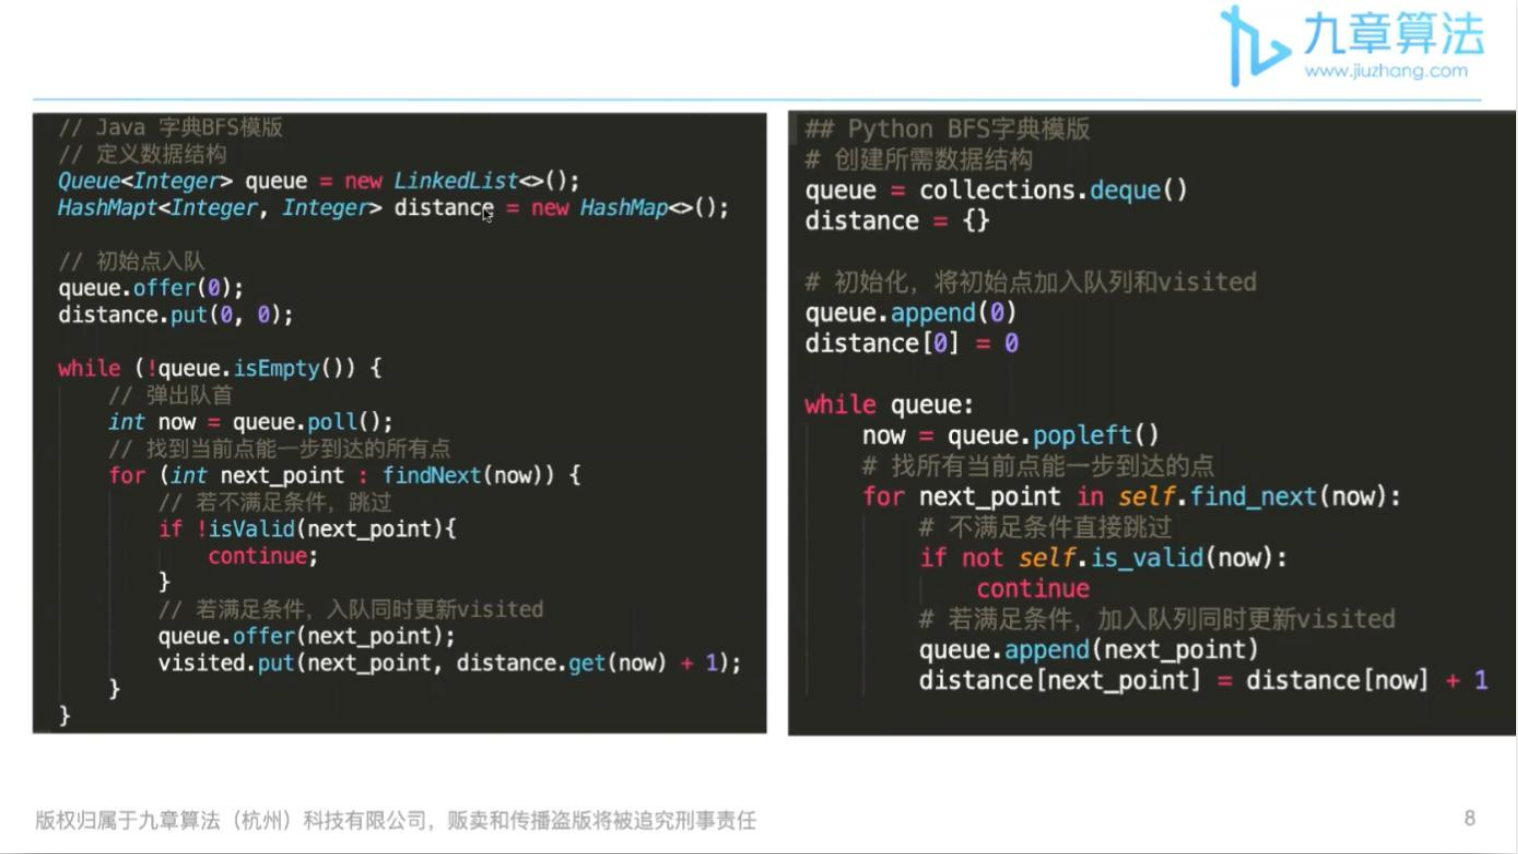 九章算法
www.jiuzhang.com
// Java 字典BFS模版
// 定义数据结构
Queue<Integer> queue = new LinkedList<>();
HashMapt<Integer, Integer> distance = new HashMap<>();
// 初始点入队
queue.offer(0);
distance.put(0, 0);
while (!queue.isEmpty()) {
// 弹出队首
int now = queue.poll();
// 找到当前点能一步到达的所有点
for (int next_point : findNext(now)) {
// 若不满足条件，跳过
if !isValid(next_point){
continue;
}
// 若满足条件，入队同时更新visited
queue.offer(next_point);
visited.put(next_point, distance.get(now) + 1);
}
}
## Python BFS字典模版
# 创建所需数据结构
queue = collections.deque()
distance = {}
# 初始化，将初始点加入队列和visited
queue.append(0)
distance[0] = 0
while queue:
now = queue.popleft()
# 找所有当前点能一步到达的点
for next_point in self.find_next(now):
# 不满足条件直接跳过
if not self.is_valid(now):
continue
# 若满足条件，加入队列同时更新visited
queue.append(next_point)
distance[next_point] = distance[now] + 1
版权归属于九章算法（杭州）科技有限公司，贩卖和传播盗版将被追究刑事责任
8